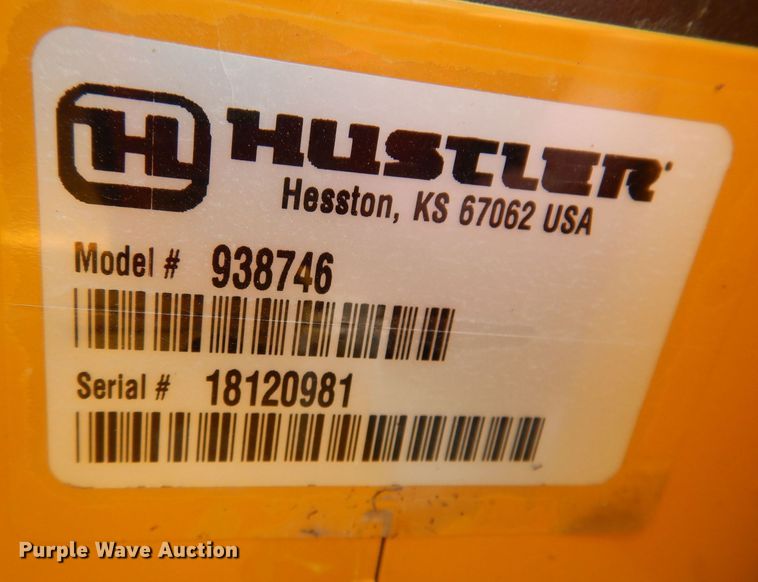 H HUSTLER
Hesston, KS 67062 USA
Model # 938746
Serial # 18120981
Purple Wave Auction